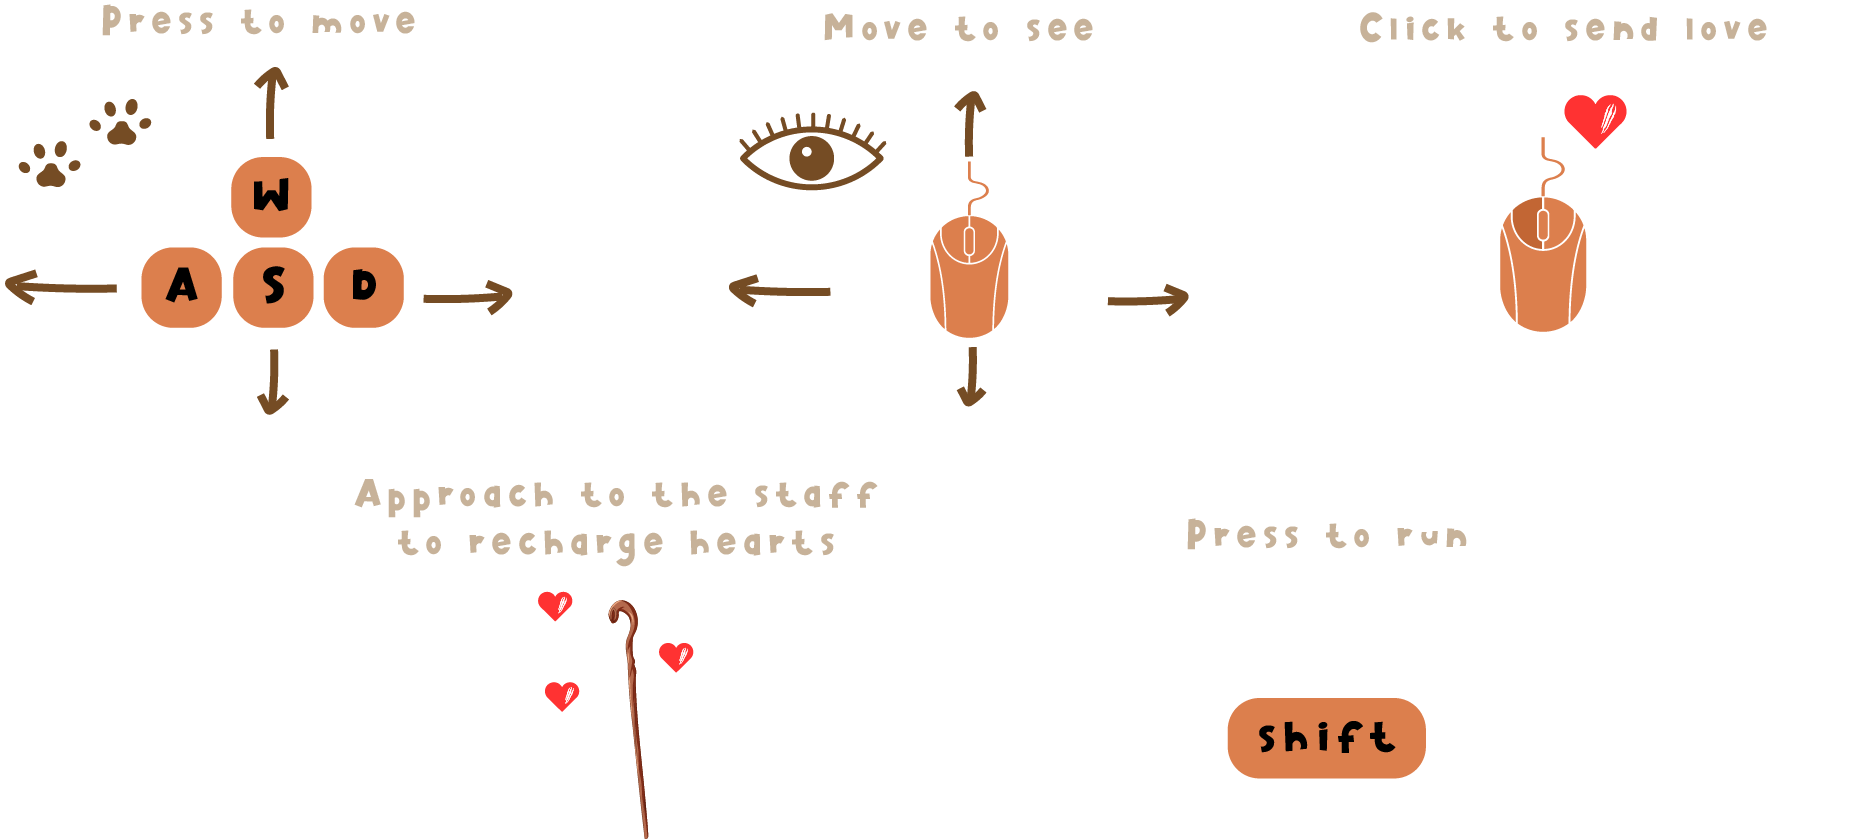 Press to move
Move to see
Click to send love
W
A S D
Approach to the staff
to recharge hearts
Press to run
shift